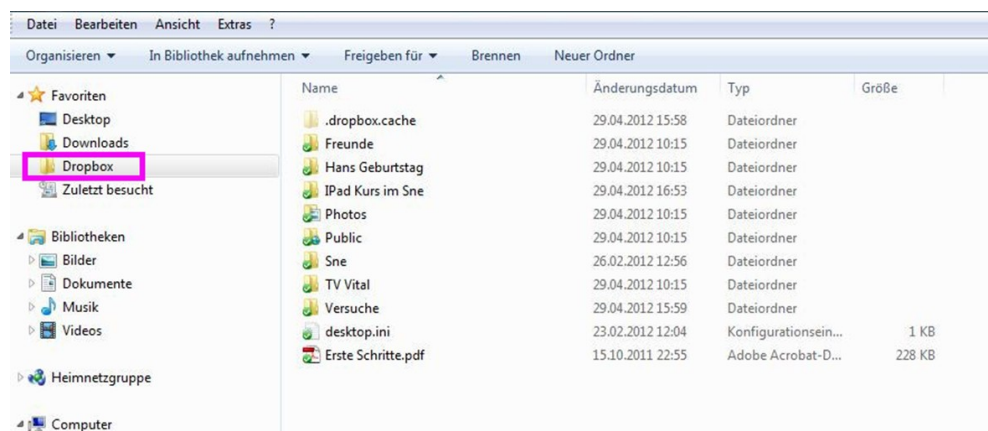 Datei Bearbeiten Ansicht Extras ?
Organisieren In Bibliothek aufnehmen Freigeben für Brennen Neuer Ordner
Favoriten
Desktop
Downloads
Dropbox
Zuletzt besucht
Bibliotheken
Bilder
Dokumente
Musik
Videos
Heimnetzgruppe
Computer
Name Änderungsdatum Typ Größe
.dropbox.cache 29.04.2012 15:58 Dateiordner
Freunde 29.04.2012 10:15 Dateiordner
Hans Geburtstag 29.04.2012 10:15 Dateiordner
IPad Kurs im Sne 29.04.2012 16:53 Dateiordner
Photos 29.04.2012 10:15 Dateiordner
Public 29.04.2012 10:15 Dateiordner
Sne 26.02.2012 12:56 Dateiordner
TV Vital 29.04.2012 10:15 Dateiordner
Versuche 29.04.2012 15:59 Dateiordner
desktop.ini 23.02.2012 12:04 Konfigurationsein... 1 KB
Erste Schritte.pdf 15.10.2011 22:55 Adobe Acrobat-D... 228 KB